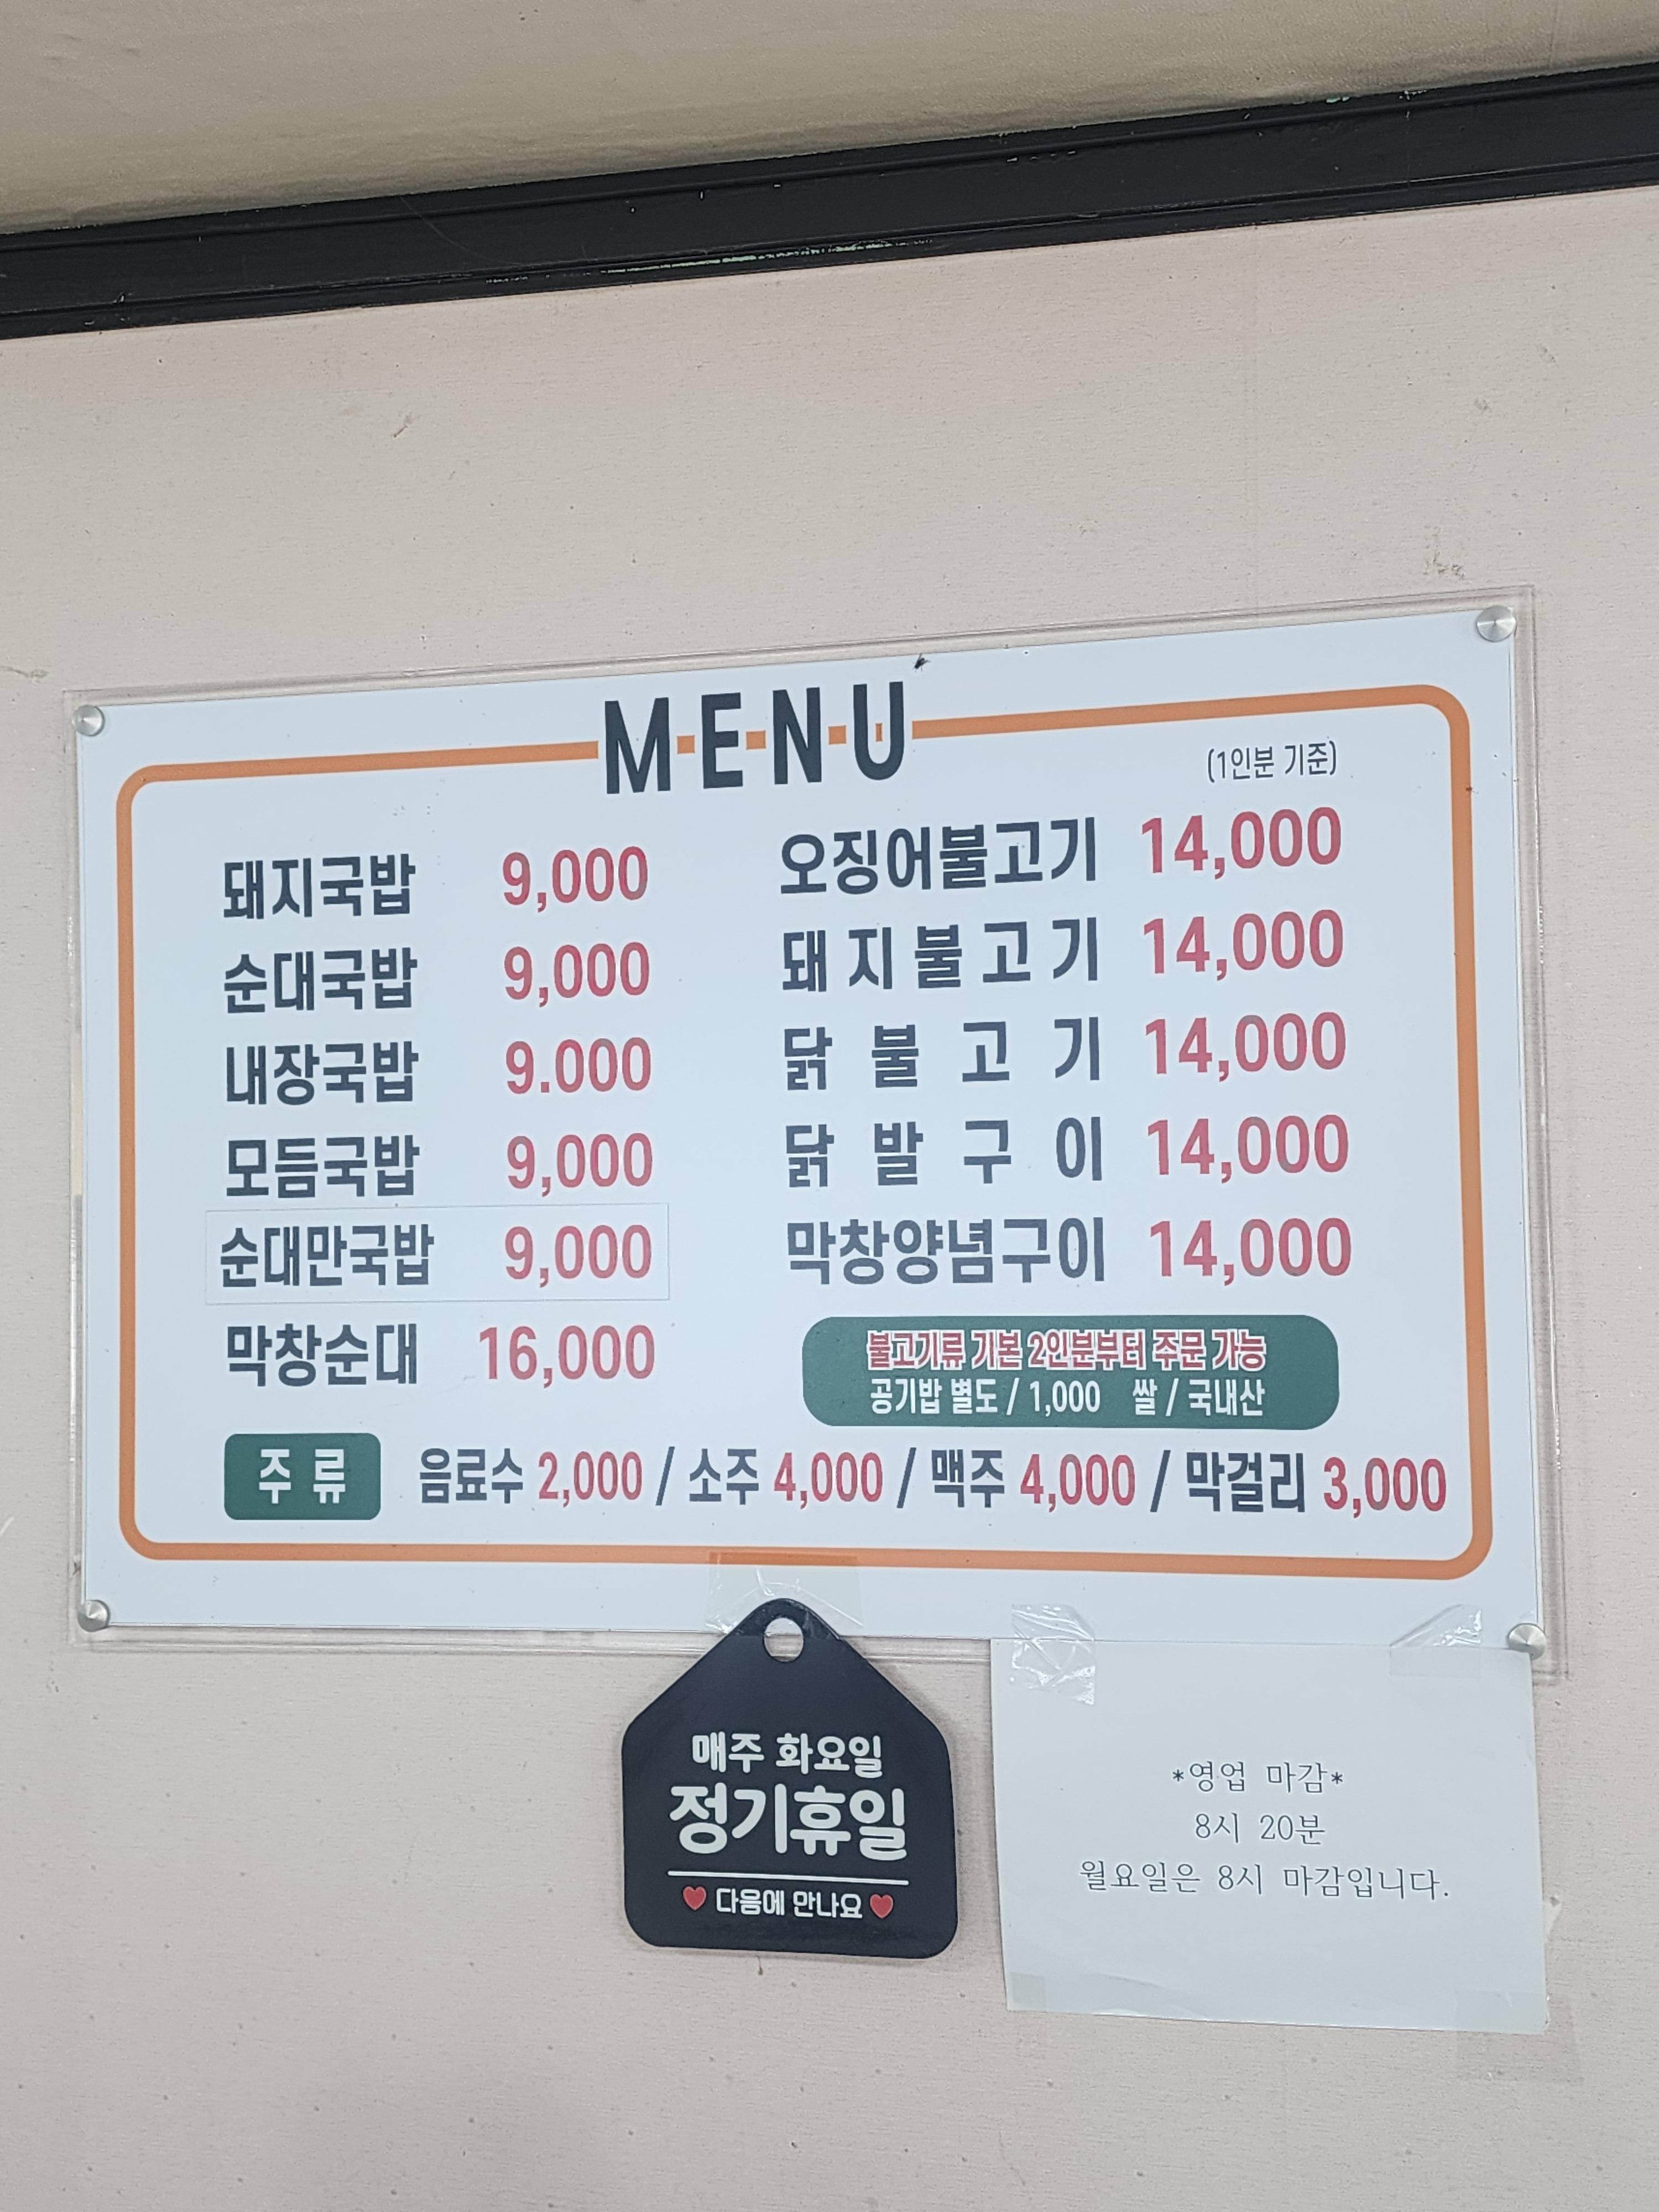 MENU
(1인분 기준)
돼지국밥 9,000
순대국밥 9,000
내장국밥 9.000
모듬국밥 9,000
순대만국밥 9,000
막창순대 16,000
오징어불고기 14,000
돼지불고기 14,000
닭불고기 14,000
닭발구이 14,000
막창양념구이 14,000
불고기류 기본 2인분부터 주문 가능
공기밥 별도 / 1,000 쌀 / 국내산
주류 음료수 2,000 / 소주 4,000 / 맥주 4,000 / 막걸리 3,000
매주 화요일
정기휴일
♥ 다음에 만나요 ♥
*영업 마감*
8시 20분
월요일은 8시 마감입니다.